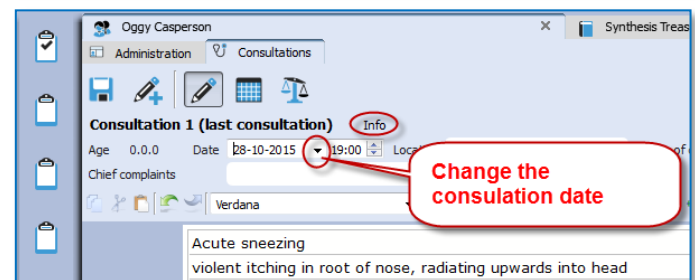 Oggy Casperson
Synthesis Treas
Administration
Consultations
Consultation 1 (last consultation)
Info
Age 0.0.0 Date 28-10-2015 19:00 Locat
of
Chief complaints
Verdana
Change the
consulation date
Acute sneezing
violent itching in root of nose, radiating upwards into head